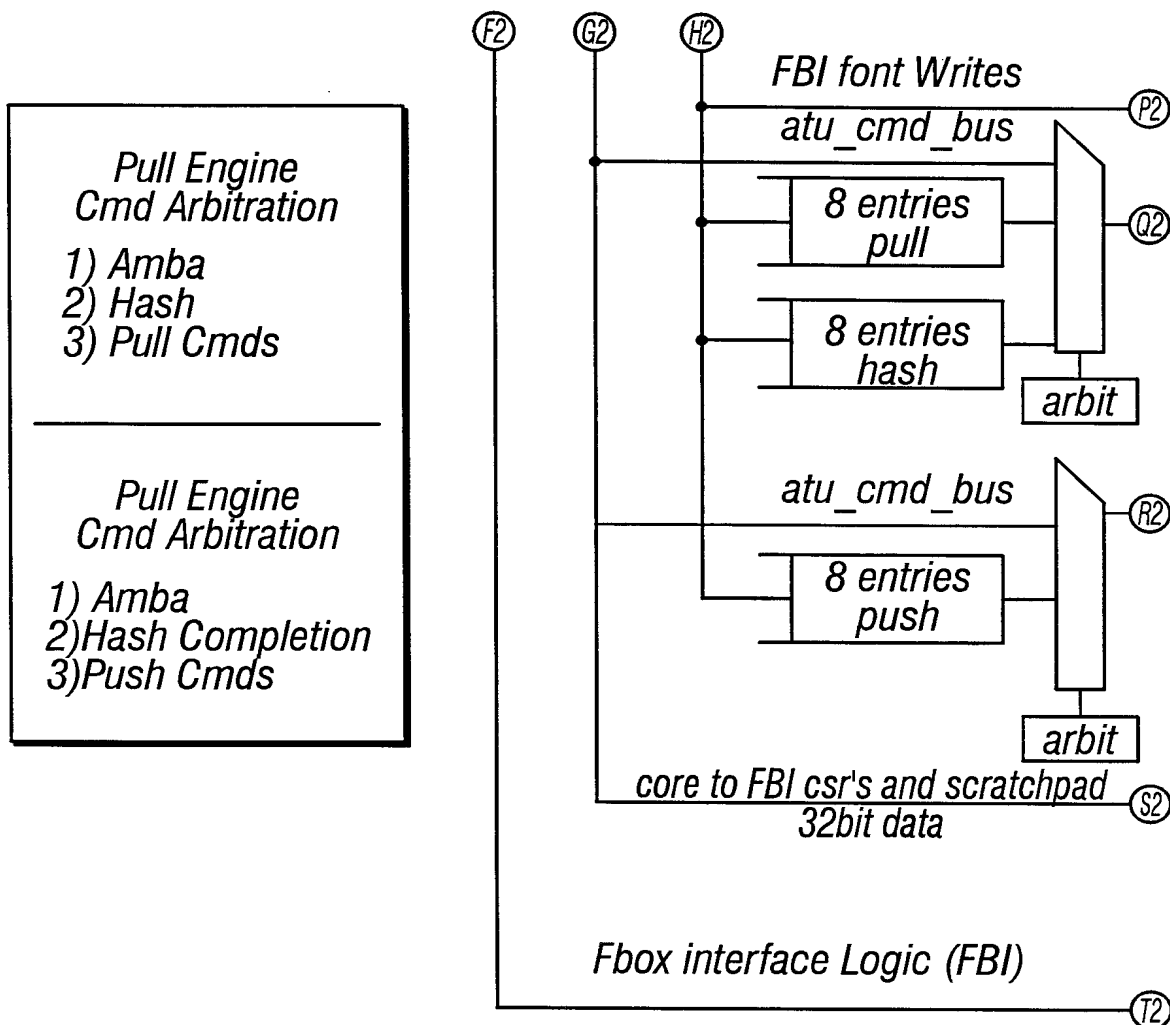 F2
G2
H2
FBI font Writes
P2
atu_cmd_bus
8 entries
pull
Q2
8 entries
hash
arbit
atu_cmd_bus
R2
8 entries
push
arbit
core to FBI csr's and scratchpad
32bit data
S2
Fbox interface Logic (FBI)
T2
Pull Engine
Cmd Arbitration
1) Amba
2) Hash
3) Pull Cmds
Pull Engine
Cmd Arbitration
1) Amba
2)Hash Completion
3)Push Cmds